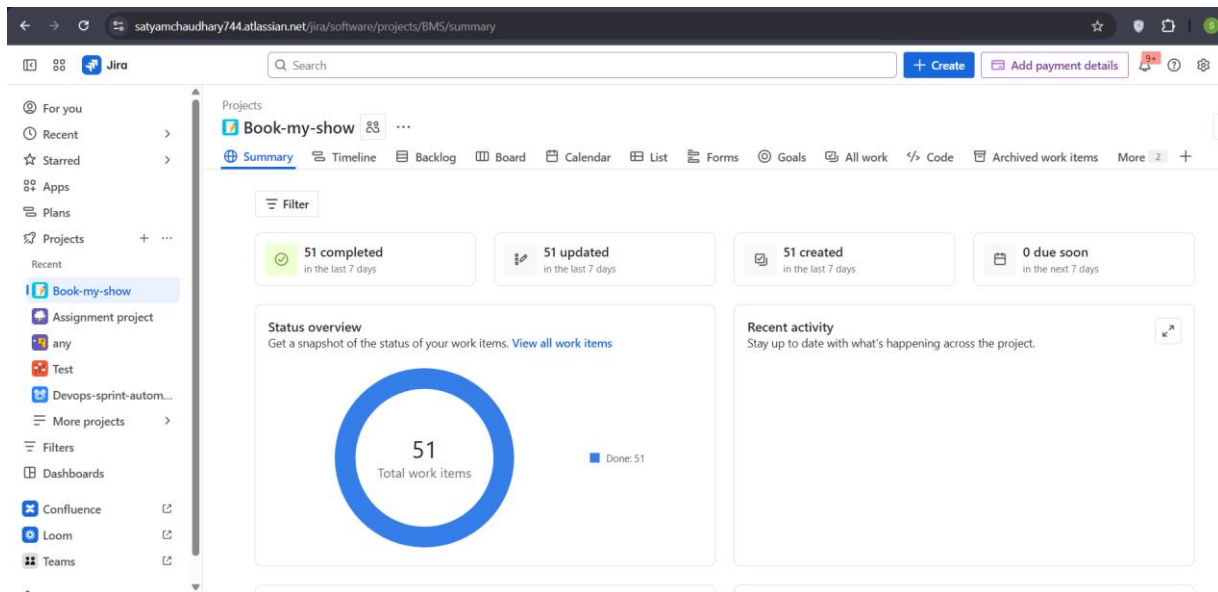 satyamchaudhary744.atlassian.net/jira/software/projects/BMS/summary
S
Jira
Search
+ Create
Add payment details
9+
For you
Recent
Starred
Apps
Plans
Projects
Recent
Book-my-show
Assignment project
any
Test
Devops-sprint-autom...
More projects
Filters
Dashboards
Confluence
Loom
Teams
Projects
Book-my-show
Summary Timeline Backlog Board Calendar List Forms Goals All work Code Archived work items More 2
Filter
51 completed
in the last 7 days
51 updated
in the last 7 days
51 created
in the last 7 days
0 due soon
in the next 7 days
Status overview
Get a snapshot of the status of your work items. View all work items
51
Total work items
Done: 51
Recent activity
Stay up to date with what's happening across the project.